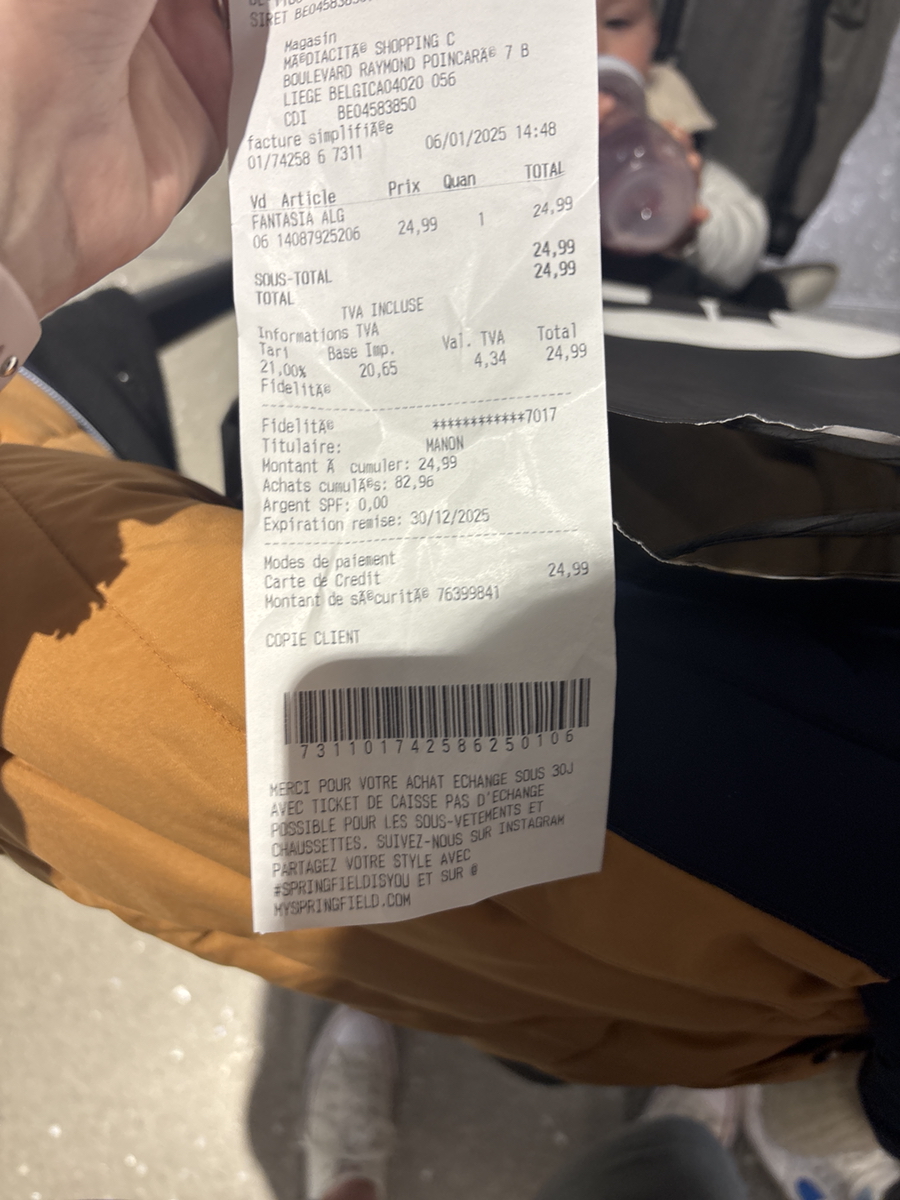 SIRET BE04583850
Magasin
MÃ©DIACITÃ© SHOPPING C
BOULEVARD RAYMOND POINCARÃ© 7 B
LIEGE BELGICA04020 056
CDI BE04583850
facture simplifiÃ©e 06/01/2025 14:48
01/74258 6 7311
Vd Article Prix Quan TOTAL
FANTASIA ALG
06 14087925206 24,99 1 24,99
24,99
SOUS-TOTAL 24,99
TOTAL
TVA INCLUSE
Informations TVA
Tari Base Imp. Val. TVA Total
21,00% 20,65 4,34 24,99
FidelitÃ©
FidelitÃ© ************7017
Titulaire: MANON
Montant Ã cumuler: 24,99
Achats cumulÃ©s: 82,96
Argent SPF: 0,00
Expiration remise: 30/12/2025
Modes de paiement
Carte de Credit 24,99
Montant de sÃ©curitÃ© 76399841
COPIE CLIENT
731101742586250106
MERCI POUR VOTRE ACHAT ECHANGE SOUS 30J
AVEC TICKET DE CAISSE PAS D'ECHANGE
POSSIBLE POUR LES SOUS-VETEMENTS ET
CHAUSSETTES. SUIVEZ-NOUS SUR INSTAGRAM
PARTAGEZ VOTRE STYLE AVEC
#SPRINGFIELDISYOU ET SUR @
MYSPRINGFIELD.COM